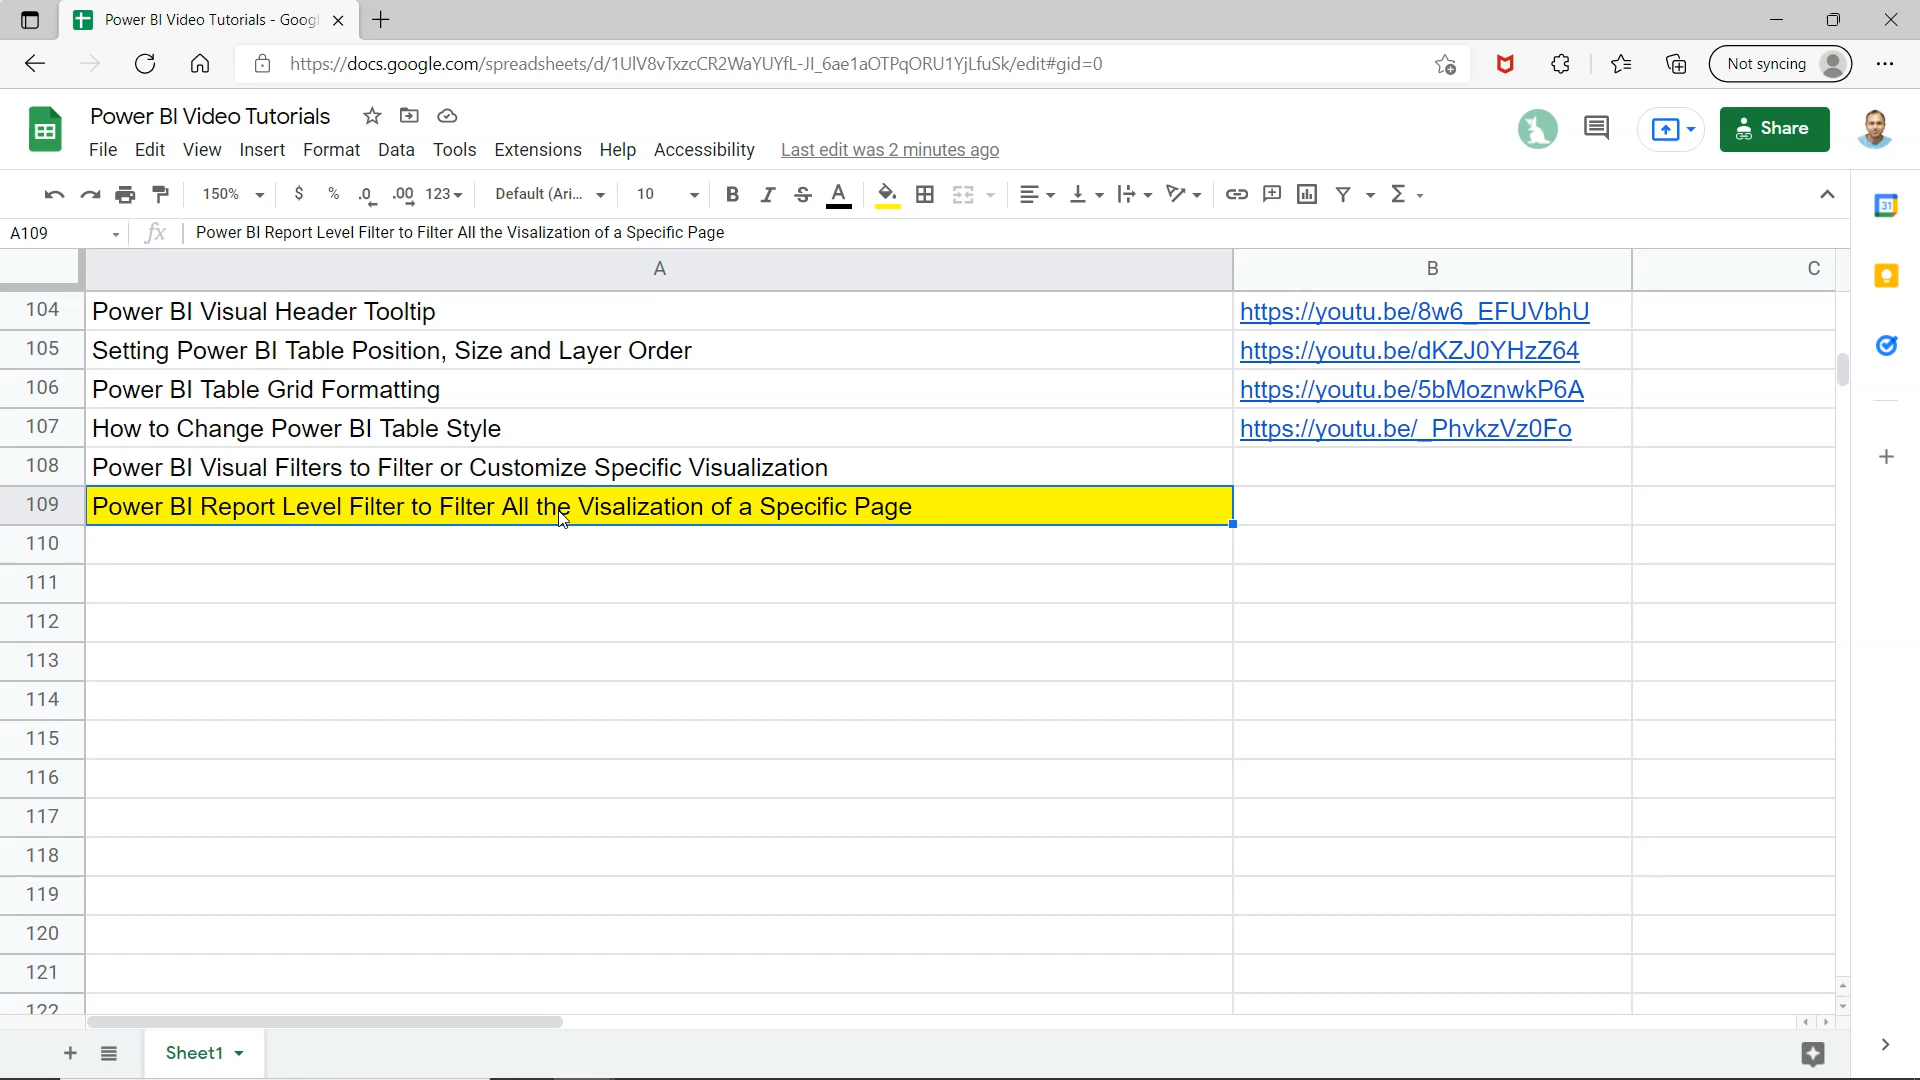 Power BI Video Tutorials - Googl
https://docs.google.com/spreadsheets/d/1UlV8vTxzcCR2WaYUYfL-JI_6ae1aOTPqORU1YjLfuSk/edit#gid=0
Not syncing
Power BI Video Tutorials
File Edit View Insert Format Data Tools Extensions Help Accessibility Last edit was 2 minutes ago
Share
150% $ % .0 .00 123 Default (Ari... 10 B I S A Σ
31
A109 fx Power BI Report Level Filter to Filter All the Visalization of a Specific Page
A B C
104 Power BI Visual Header Tooltip https://youtu.be/8w6_EFUVbhU
105 Setting Power BI Table Position, Size and Layer Order https://youtu.be/dKZJ0YHzZ64
106 Power BI Table Grid Formatting https://youtu.be/5bMoznwkP6A
107 How to Change Power BI Table Style https://youtu.be/_PhvkzVz0Fo
108 Power BI Visual Filters to Filter or Customize Specific Visualization
109 Power BI Report Level Filter to Filter All the Visalization of a Specific Page
110
111
112
113
114
115
116
117
118
119
120
121
122
Sheet1